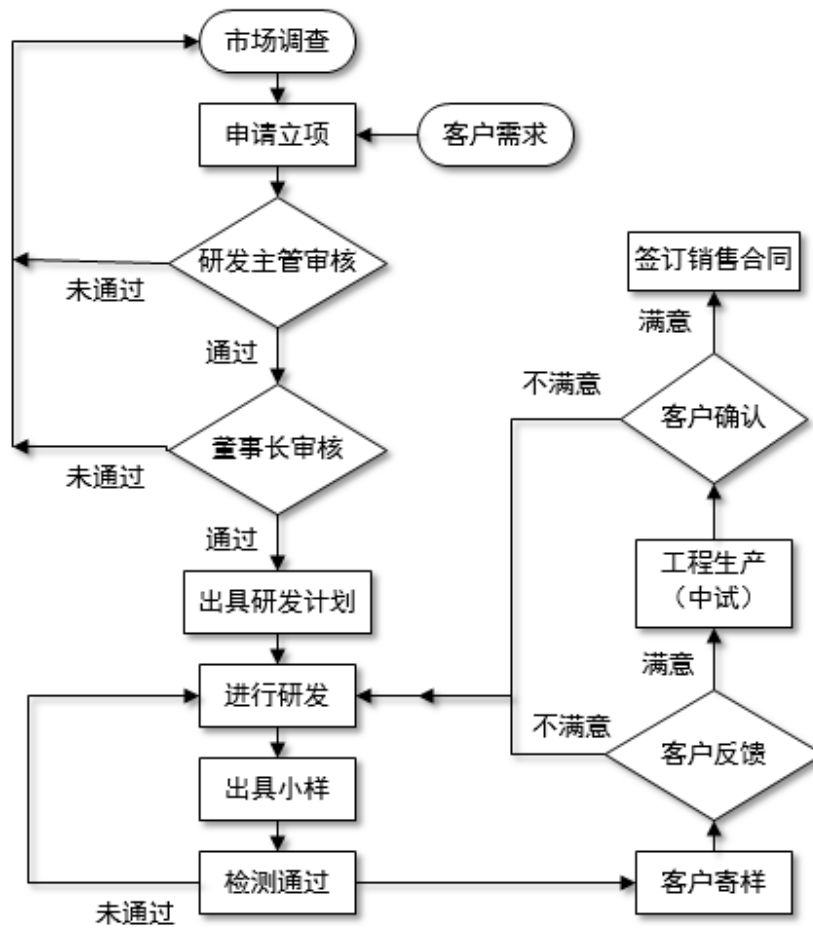 市场调查
申请立项
客户需求
研发主管审核
未通过
通过
董事长审核
未通过
通过
出具研发计划
进行研发
出具小样
检测通过
未通过
客户寄样
客户反馈
不满意
满意
工程生产
（中试）
客户确认
不满意
满意
签订销售合同